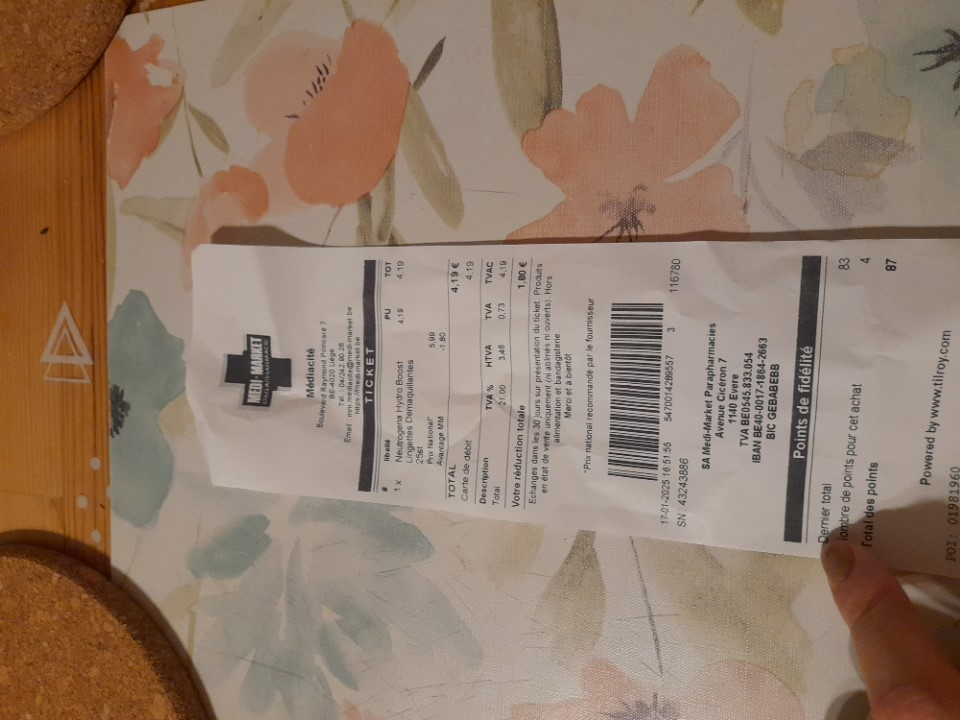 MEDI-MARKET
PARAPHARMACIE
Médiacité
Boulevard Raymond Poincaré 7
BE-4020 Liège
Tel. 04/242.90.26
Email : mm.mediacite@medi-market.be
https://medi-market.be
TICKET
# libellé PU TOT
1 x Neutrogena Hydro Boost 4,19 4,19
Lingettes Demaquillantes
25st
Prix National* 5,99
Avantage MM -1,80
TOTAL 4,19 €
Carte de débit 4,19
Description TVA % HTVA TVA TVAC
Total 21,00 3,46 0,73 4,19
Votre réduction totale 1,80 €
Echanges dans les 30 jours sur présentation du ticket. Produits
en état de vente uniquement (ni abîmés ni ouverts). Hors
alimentation et bandagisterie.
Merci et à bientôt
*Prix national recommandé par le fournisseur
17-01-2025 16:51:55 5470014289557 3 116780
SN : 43243886
SA Medi-Market Parapharmacies
Avenue Cicéron 7
1140 Evere
TVA BE0545.833.054
IBAN BE40-0017-1864-2663
BIC GEBABEBB
Points de fidélité
Dernier total 83
Nombre de points pour cet achat 4
Total des points 87
Powered by www.tilroy.com
POI: 01981960